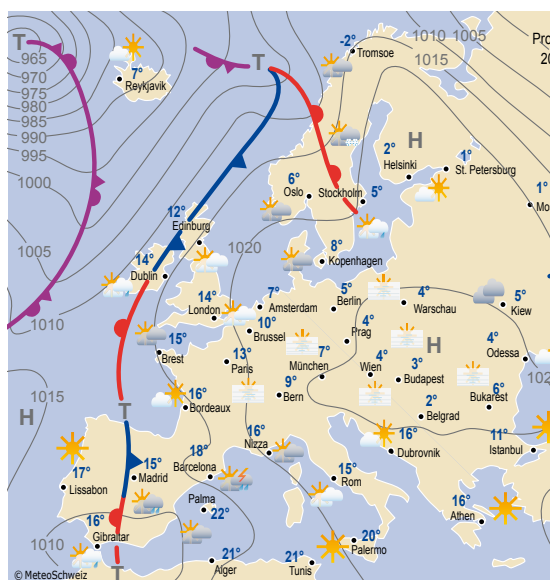 -2°
Tromsoe
1010 1005
Pro
20
1015
T
T
965
970
975
980
985
990
995
1000
1005
1010
7°
Reykjavik
H
2°
Helsinki
1°
St. Petersburg
1°
Mo
6°
Oslo
Stockholm
5°
12°
Edinburg
1020
8°
Kopenhagen
14°
Dublin
14°
London
7°
Amsterdam
5°
Berlin
4°
Warschau
5°
Kiew
10°
Brussel
4°
Prag
H
4°
Odessa
15°
Brest
13°
Paris
7°
München
4°
Wien
3°
Budapest
102
1015
H
16°
Bordeaux
9°
Bern
2°
Belgrad
6°
Bukarest
T
16°
Nizza
16°
Dubrovnik
11°
Istanbul
17°
Lissabon
15°
Madrid
18°
Barcelona
15°
Rom
Palma
22°
16°
Athen
16°
Gibraltar
1010
20°
Palermo
21°
Alger
21°
Tunis
T
© MeteoSchweiz